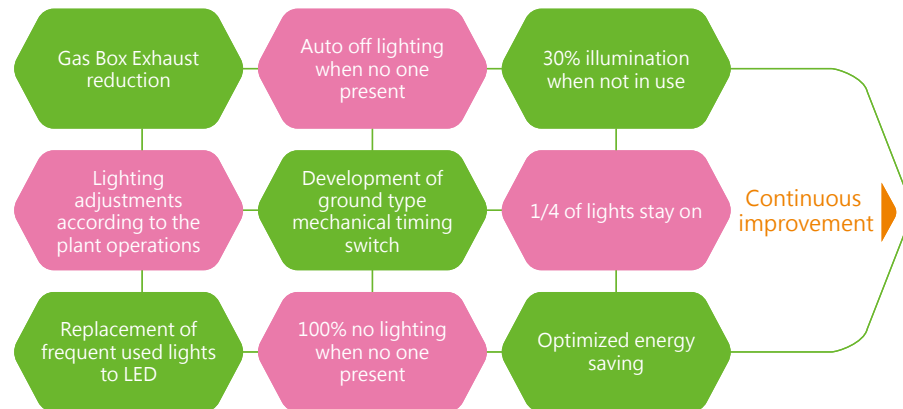 Gas Box Exhaust
reduction
Auto off lighting
when no one
present
30% illumination
when not in use
Lighting
adjustments
according to the
plant operations
Development of
ground type
mechanical timing
switch
1/4 of lights stay on
Continuous
improvement
Replacement of
frequent used lights
to LED
100% no lighting
when no one
present
Optimized energy
saving